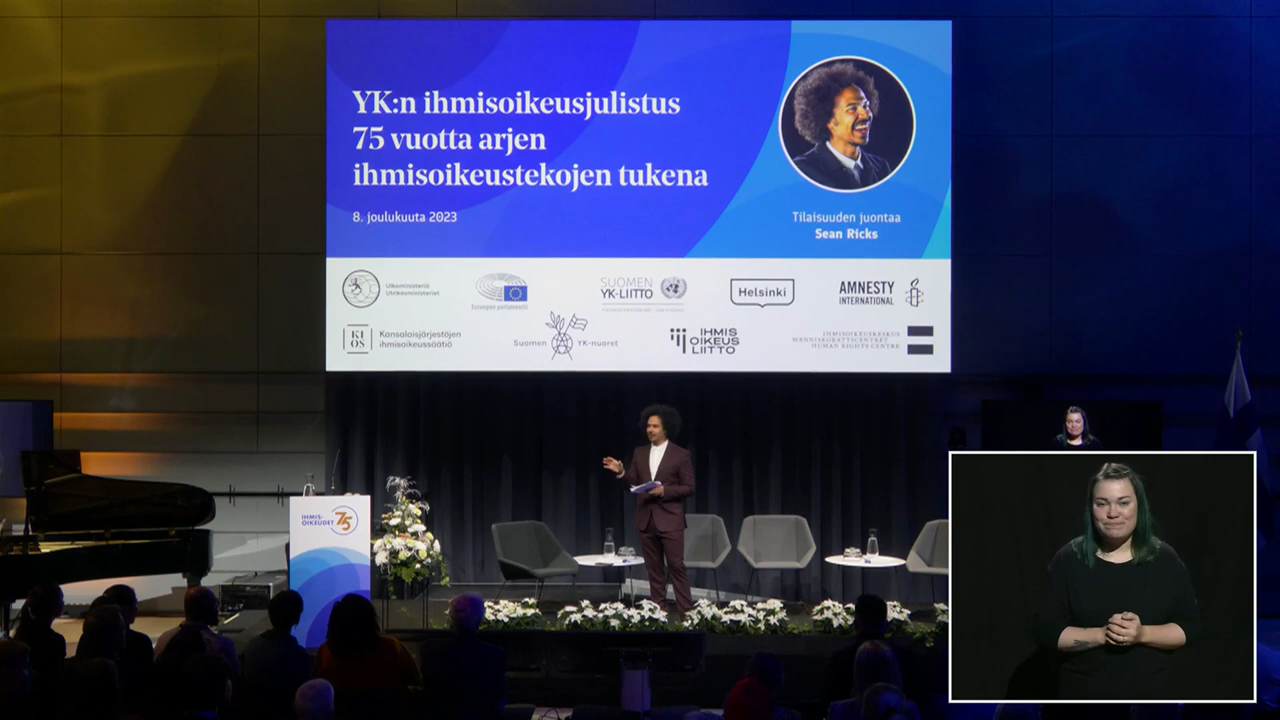 YK:n ihmisoikeusjulistus
75 vuotta arjen
ihmisoikeustekojen tukena
8. joulukuuta 2023
Tilaisuuden juontaa
Sean Ricks
Ulkoministeriö
Utrikesministeriet
Euroopan parlamentti
SUOMEN
YK-LIITTO
Helsinki
AMNESTY
INTERNATIONAL
KI
OS
Kansalaisjärjestöjen
ihmisoikeussäätiö
Suomen YK-nuoret
IHMIS
OIKEUS
LIITTO
IHMISOIKEUSKESKUS
MÄNNISKORÄTTSCENTRET
HUMAN RIGHTS CENTRE
IHMIS-
OIKEUDET
75